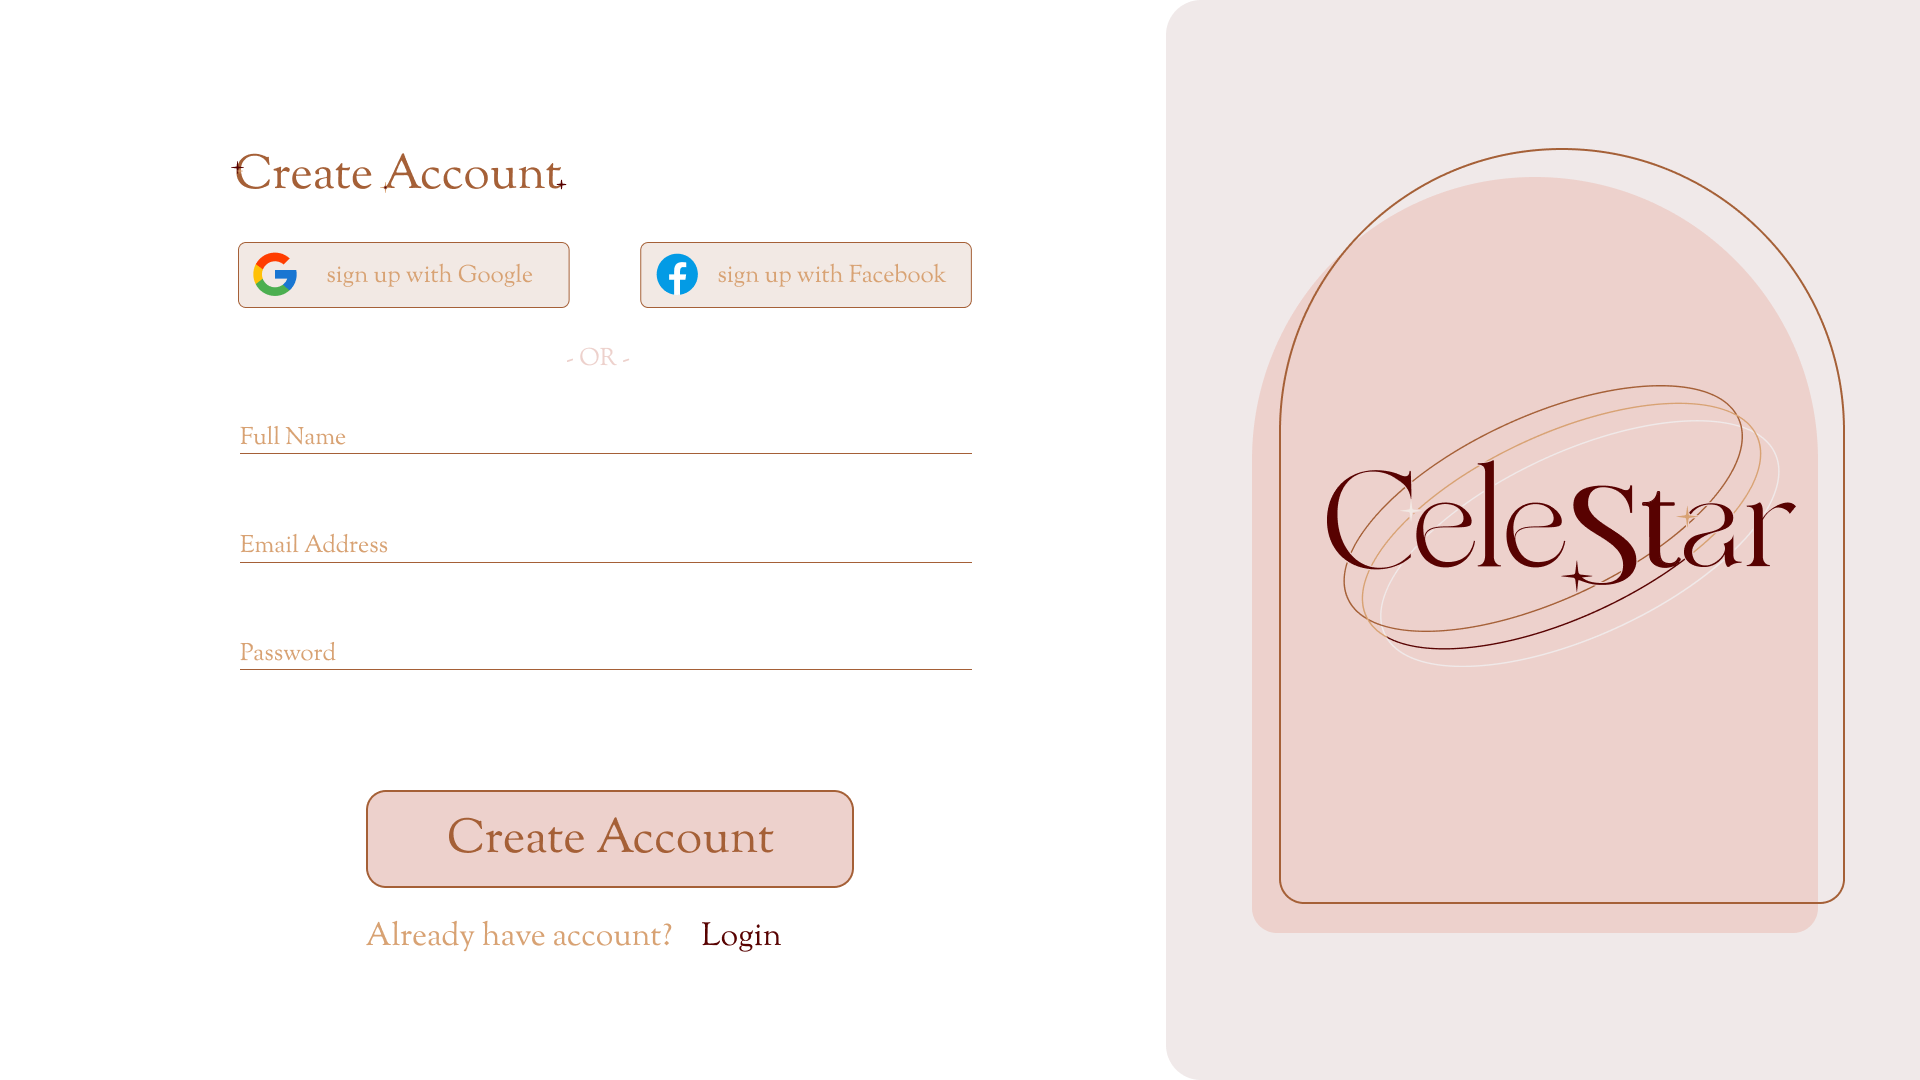 Create Account
sign up with Google
sign up with Facebook
- OR -
Full Name
Email Address
Password
Create Account
Already have account? Login
CeleStar